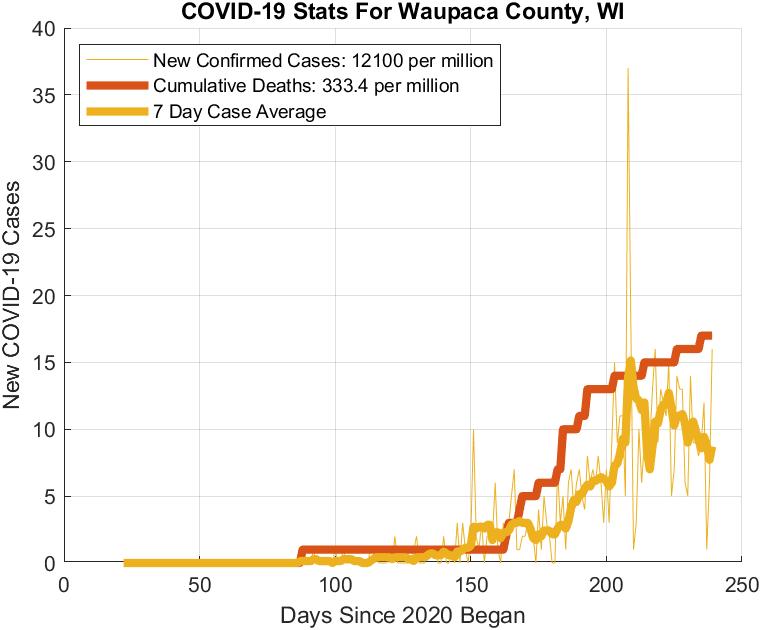 COVID-19 Stats For Waupaca County, WI
New Confirmed Cases: 12100 per million
Cumulative Deaths: 333.4 per million
7 Day Case Average
New COVID-19 Cases
40
35
30
25
20
15
10
5
0
0 50 100 150 200 250
Days Since 2020 Began